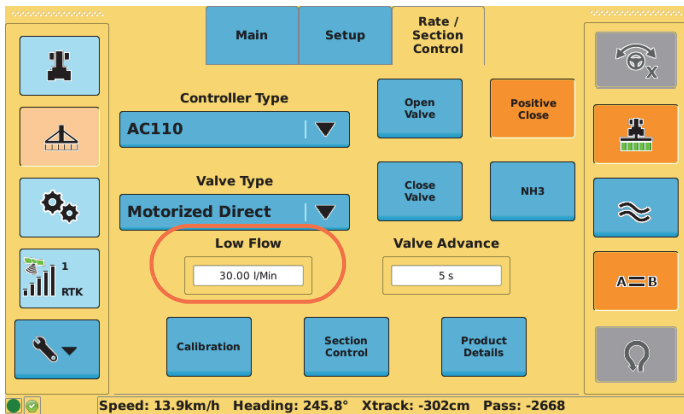 Main
Setup
Rate /
Section
Control
Controller Type
AC110
Open
Valve
Positive
Close
Valve Type
Motorized Direct
Close
Valve
NH3
Low Flow
30.00 l/Min
Valve Advance
5 s
Calibration
Section
Control
Product
Details
X
1
RTK
A
B
Speed: 13.9km/h Heading: 245.8° Xtrack: -302cm Pass: -2668